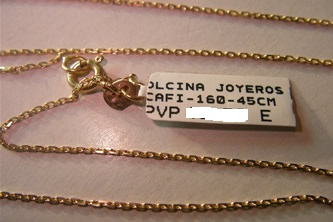 OLCINA JOYEROS
CAFI-160-45CM
PVP E